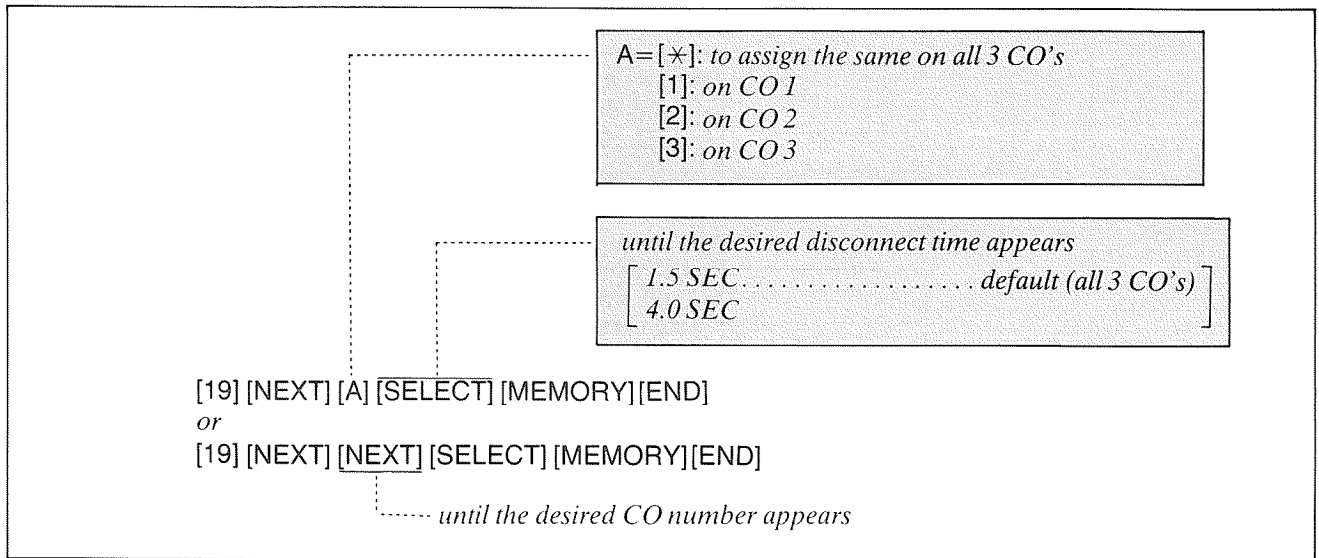 A=[✳]: to assign the same on all 3 CO's
[1]: on CO 1
[2]: on CO 2
[3]: on CO 3
until the desired disconnect time appears
1.5 SEC. . . . . . . . . . . . . . . . . . . default (all 3 CO's)
4.0 SEC
[19] [NEXT] [A] [SELECT] [MEMORY][END]
or
[19] [NEXT] [NEXT] [SELECT] [MEMORY][END]
until the desired CO number appears